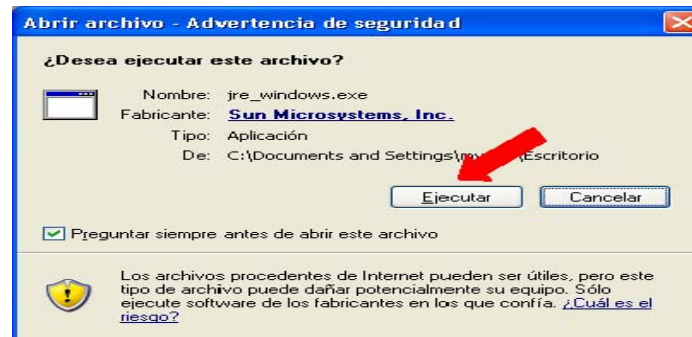 Abrir archivo - Advertencia de seguridad
¿Desea ejecutar este archivo?
Nombre: jre_windows.exe
Fabricante: Sun Microsystems, Inc.
Tipo: Aplicación
De: C:\Documents and Settings\ \Escritorio
Ejecutar Cancelar
Preguntar siempre antes de abrir este archivo
Los archivos procedentes de Internet pueden ser útiles, pero este
tipo de archivo puede dañar potencialmente su equipo. Sólo
ejecute software de los fabricantes en los que confía. ¿Cuál es el
riesgo?